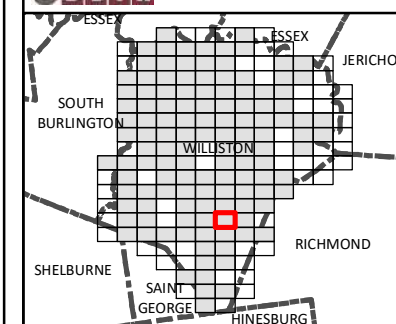 ESSEX
ESSEX
JERICHO
SOUTH
BURLINGTON
WILLISTON
RICHMOND
SHELBURNE
SAINT
GEORGE
HINESBURG